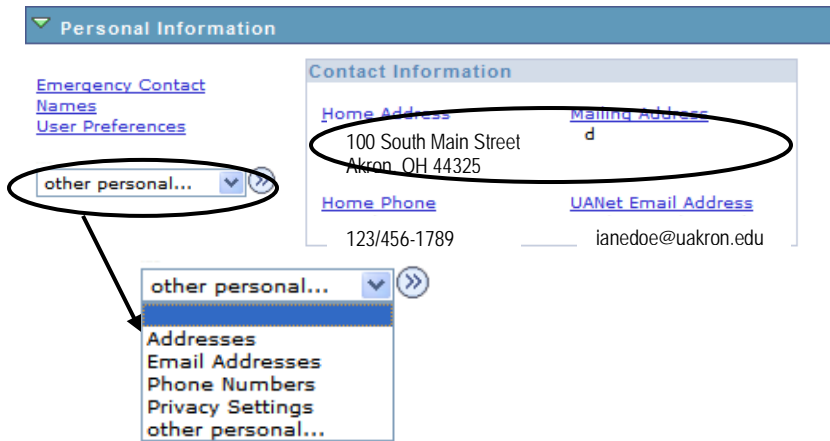 Personal Information
Emergency Contact
Names
User Preferences
other personal...
Contact Information
Home Address
100 South Main Street
Akron, OH 44325
Mailing Address
d
Home Phone
123/456-1789
UANet Email Address
ianedoe@uakron.edu
other personal...
Addresses
Email Addresses
Phone Numbers
Privacy Settings
other personal...